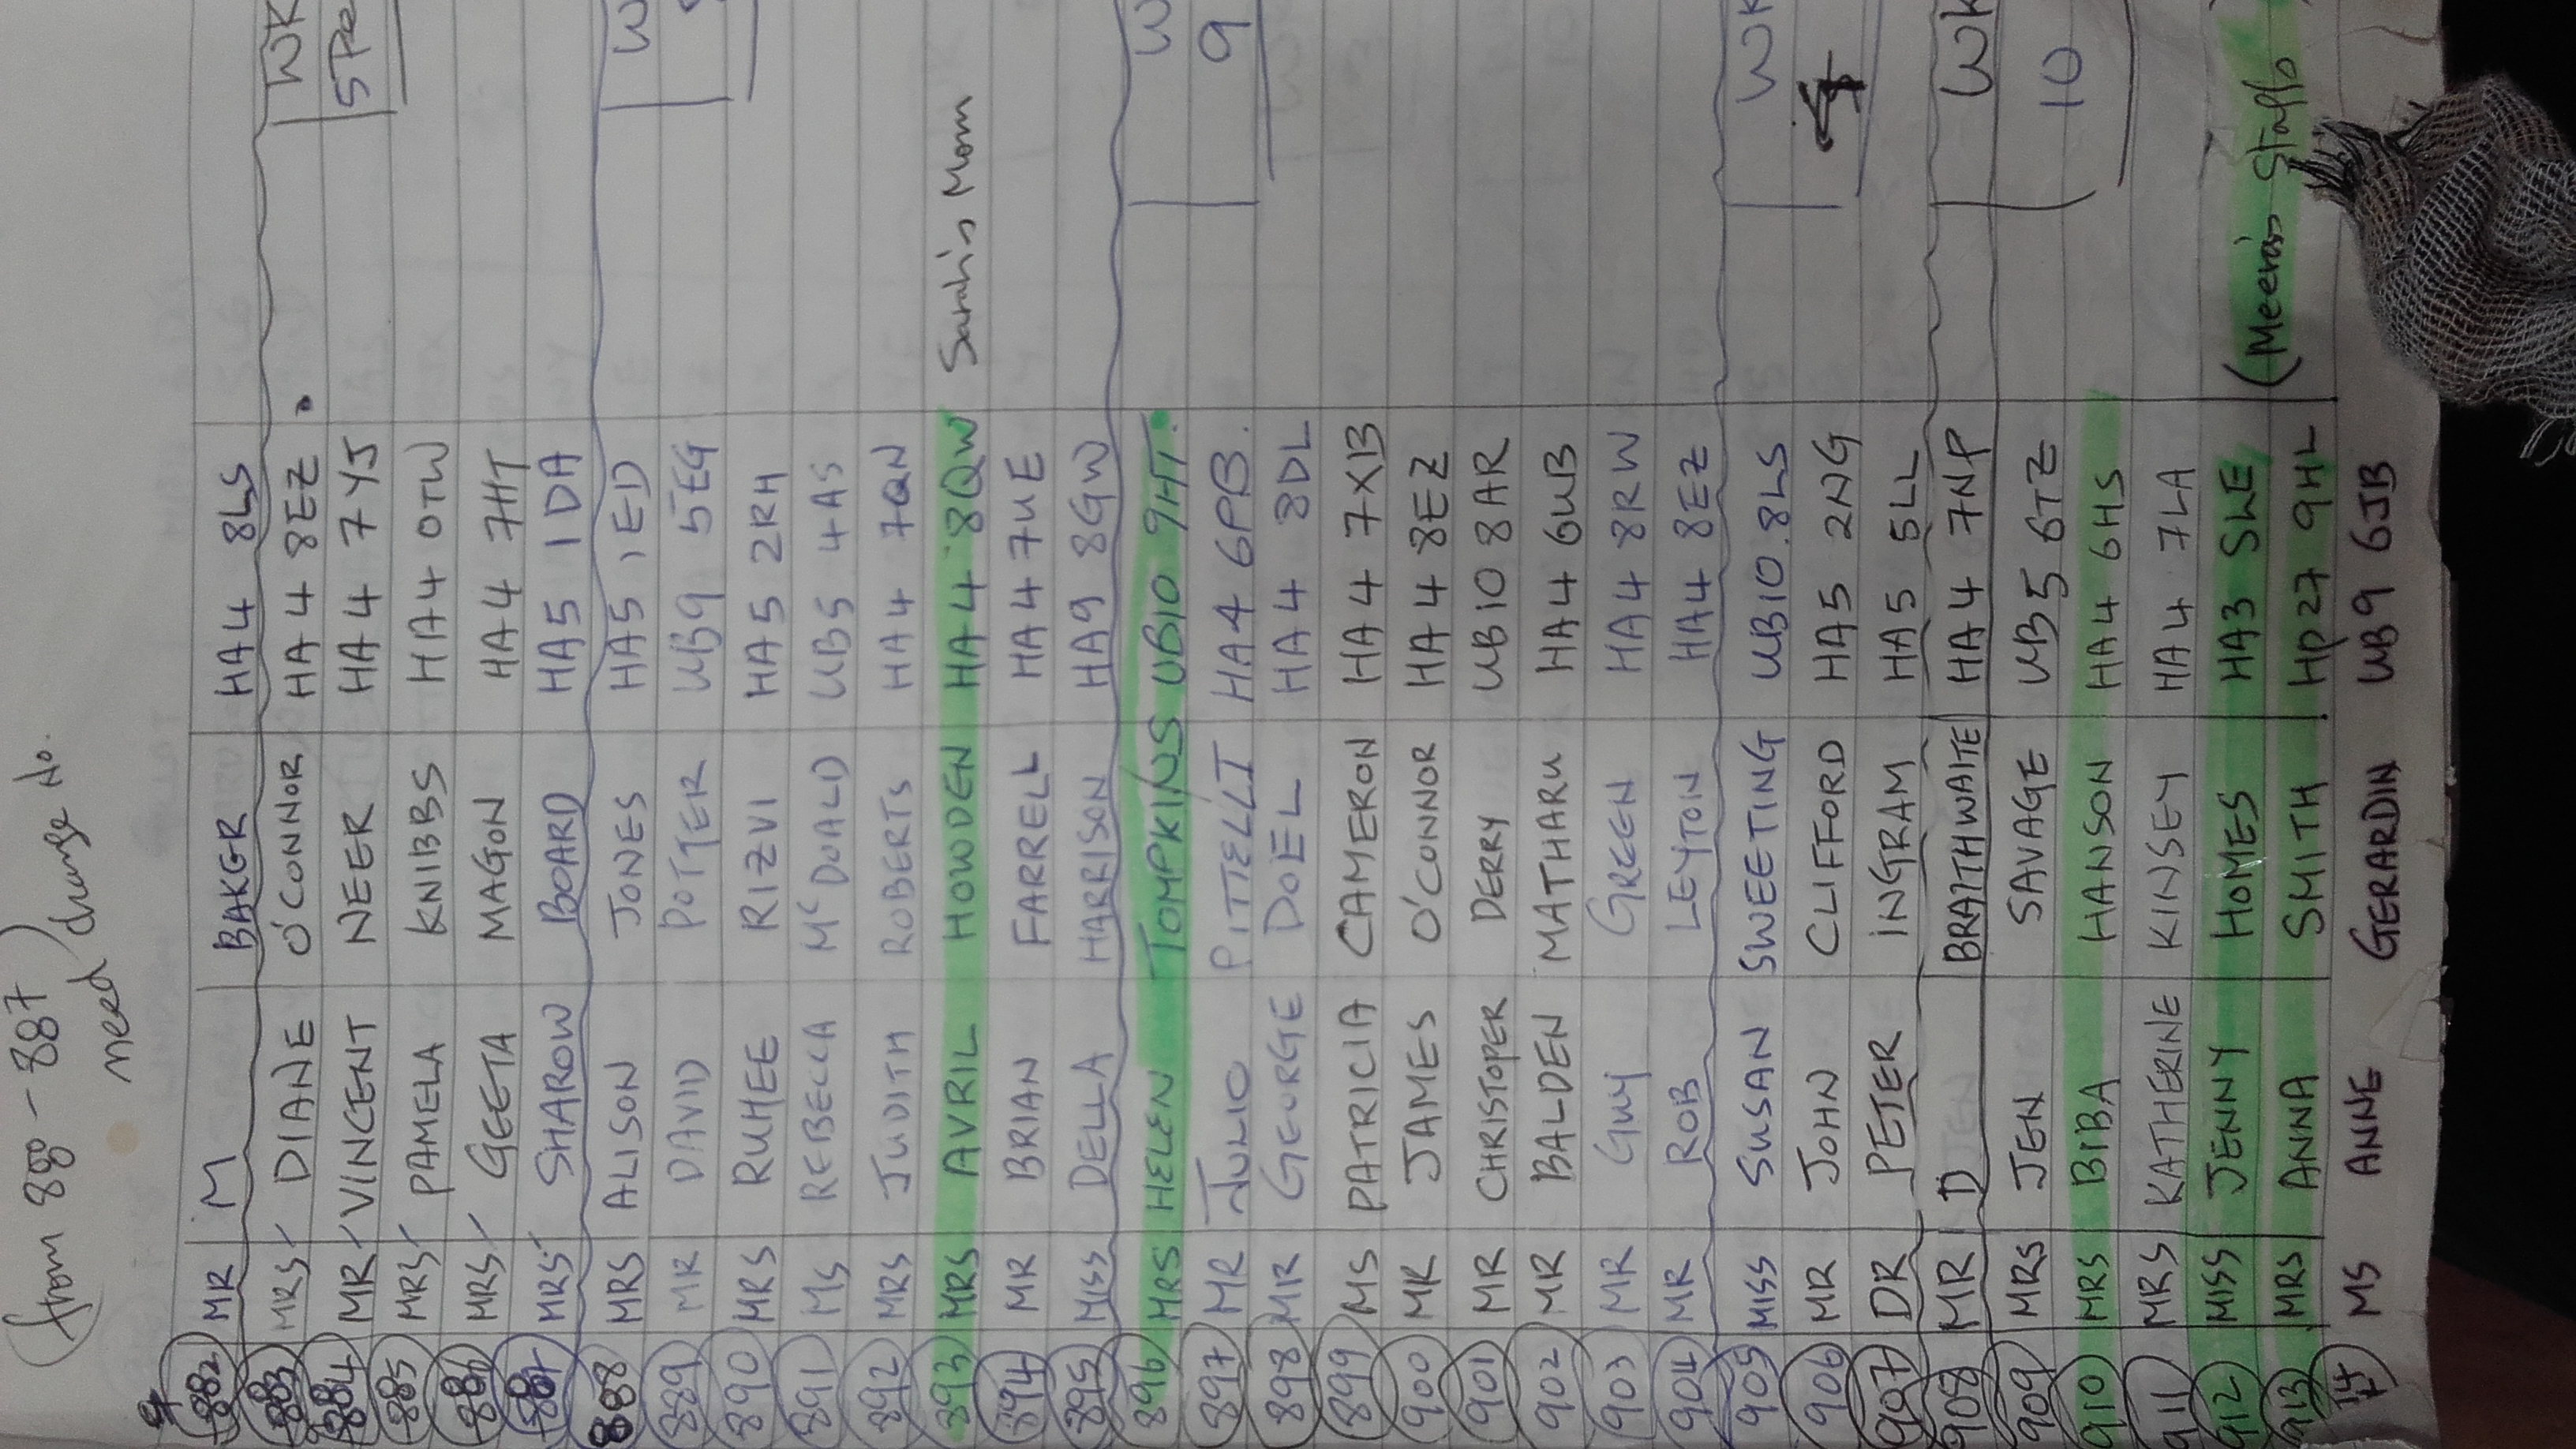 (from 880 - 887)
need change No.
882 MR M BAKER HA4 8LS
883 MRS DIANE O'CONNOR HA4 8EZ WK
884 MR VINCENT NEER HA4 7YJ 5 Pe
885 MRS PAMELA KNIBBS HA4 0TW
886 MRS GEETA MAGON HA4 7HT
887 MRS SHAROW BOARD HA5 1DA
888 MRS ALISON JONES HA5 1ED W
889 MR DAVID POTTER UB9 5EG
890 MRS RUHEE RIZVI HA5 2RH
891 MS REBECCA McDOALD UB5 4AS
892 MRS JUDITH ROBERTS HA4 7QN
893 MRS AVRIL HOWDEN HA4 8QW Sarah's Mom
894 MR BRIAN FARRELL HA4 7UE
895 MISS DELLA HARRISON HA9 8GW
896 MRS HELEN TOMPKINS UB10 9HT. W
897 MR JULIO PITTELLI HA4 6PB. 9
898 MR GEORGE DOEL HA4 8DL
899 MS PATRICIA CAMERON HA4 7XB
900 MR JAMES O'CONNOR HA4 8EZ
901 MR CHRISTOPER DERRY UB10 8AR
902 MR BALDEN MATHARU HA4 6UB
903 MR GUY GREEN HA4 8RW
904 MR ROB LEYTON HA4 8EZ
905 MISS SUSAN SWEETING UB10.8LS WK
906 MR JOHN CLIFFORD HA5 2NG
907 DR PETER INGRAM HA5 5LL
908 MR D BRAITHWAITE HA4 7NP WK
909 MRS JEN SAVAGE UB5 6TZ 10
910 MRS BIBA HANSON HA4 6HS
911 MRS KATHERINE KINSEY HA4 7LA
912 MISS JENNY HOMES HA3 5LE (Meera's Staffs
913 MRS ANNA SMITH HP27 9HL
14 MS ANNE GERARDIN UB9 6JB